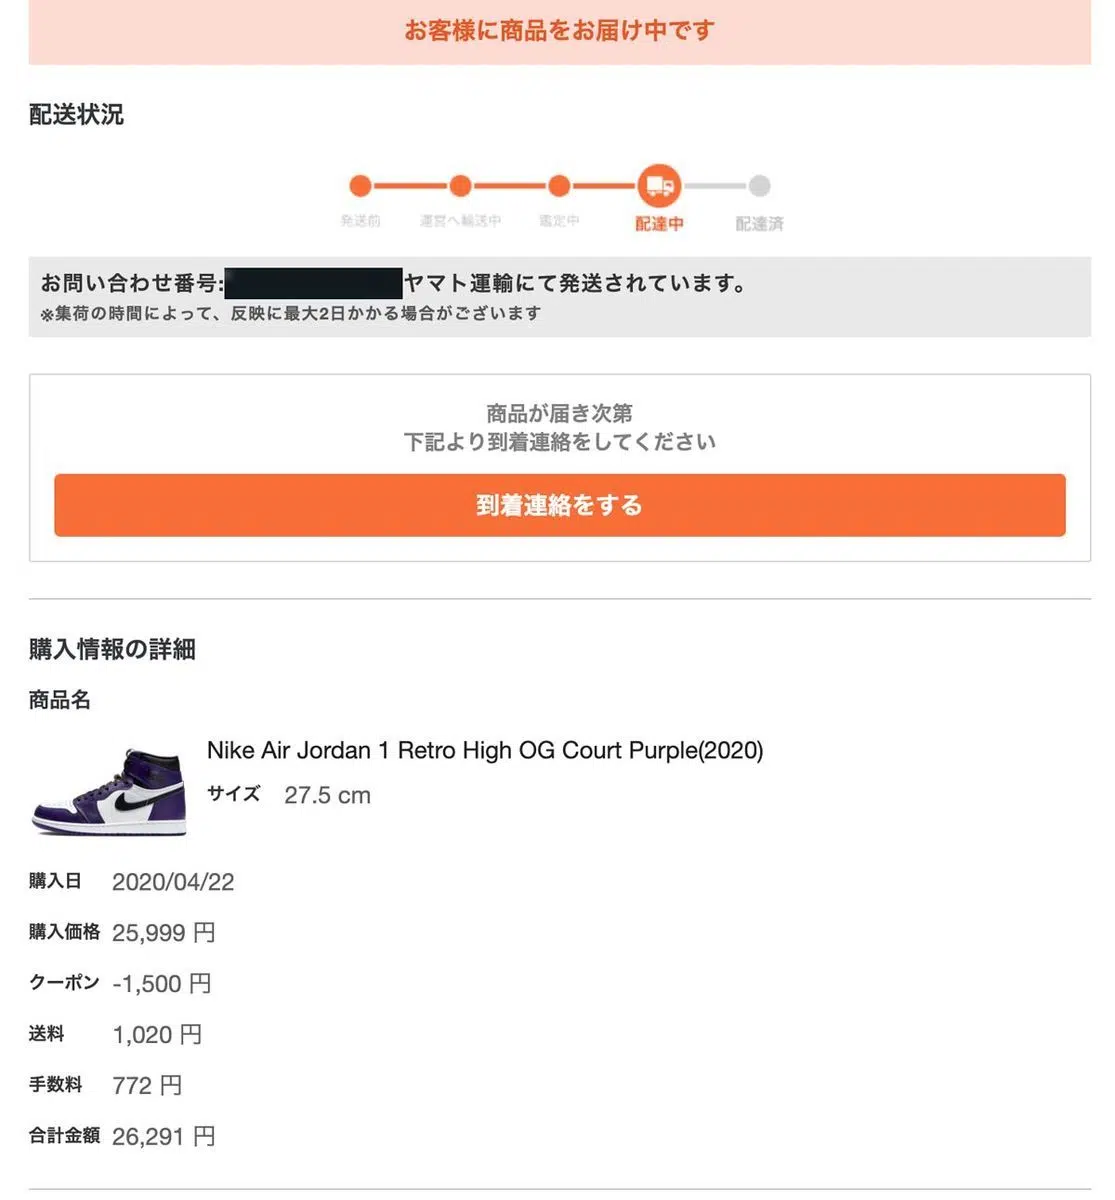 お客様に商品をお届け中です
配送状況
発送前 運営へ輸送中 鑑定中 配達中 配達済
お問い合わせ番号: ヤマト運輸にて発送されています。
※集荷の時間によって、反映に最大2日かかる場合がございます
商品が届き次第
下記より到着連絡をしてください
到着連絡をする
購入情報の詳細
商品名
Nike Air Jordan 1 Retro High OG Court Purple(2020)
サイズ 27.5 cm
購入日 2020/04/22
購入価格 25,999 円
クーポン -1,500 円
送料 1,020 円
手数料 772 円
合計金額 26,291 円